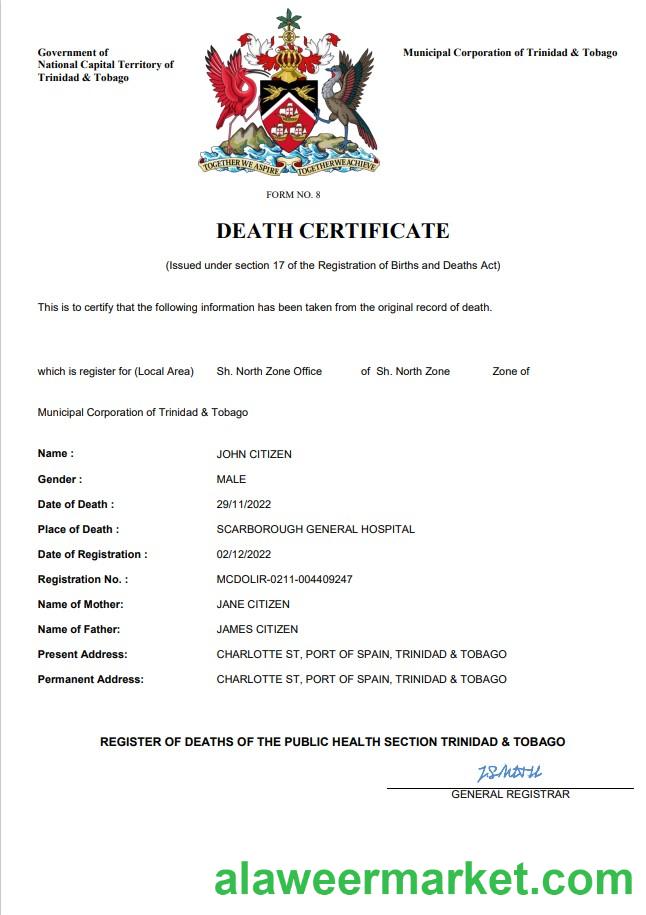 Government of
National Capital Territory of
Trinidad & Tobago
Municipal Corporation of Trinidad & Tobago
TOGETHER WE ASPIRE TOGETHER WE ACHIEVE
FORM NO. 8
DEATH CERTIFICATE
(Issued under section 17 of the Registration of Births and Deaths Act)
This is to certify that the following information has been taken from the original record of death.
which is register for (Local Area) Sh. North Zone Office of Sh. North Zone Zone of
Municipal Corporation of Trinidad & Tobago
Name : JOHN CITIZEN
Gender : MALE
Date of Death : 29/11/2022
Place of Death : SCARBOROUGH GENERAL HOSPITAL
Date of Registration : 02/12/2022
Registration No. : MCDOLIR-0211-004409247
Name of Mother: JANE CITIZEN
Name of Father: JAMES CITIZEN
Present Address: CHARLOTTE ST, PORT OF SPAIN, TRINIDAD & TOBAGO
Permanent Address: CHARLOTTE ST, PORT OF SPAIN, TRINIDAD & TOBAGO
REGISTER OF DEATHS OF THE PUBLIC HEALTH SECTION TRINIDAD & TOBAGO
GENERAL REGISTRAR
alaweermarket.com